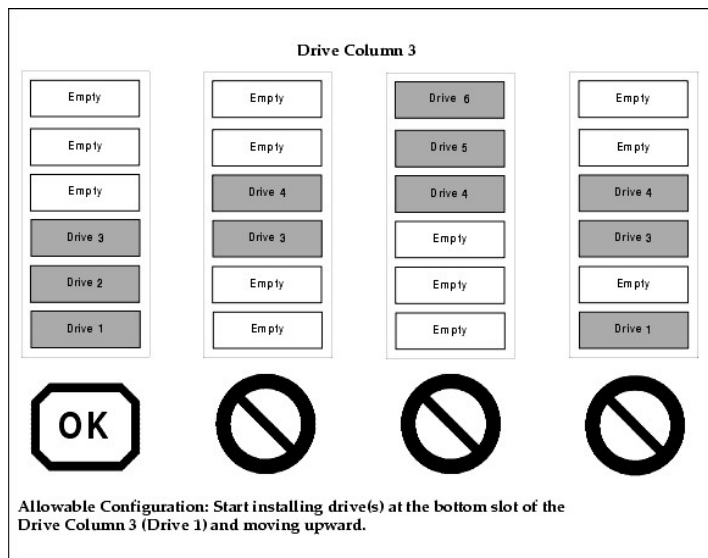 Drive Column 3
Empty
Empty
Empty
Drive 3
Drive 2
Drive 1
OK
Empty
Empty
Drive 4
Drive 3
Empty
Empty
Drive 6
Drive 5
Drive 4
Empty
Empty
Empty
Empty
Empty
Drive 4
Drive 3
Empty
Drive 1
Allowable Configuration: Start installing drive(s) at the bottom slot of the
Drive Column 3 (Drive 1) and moving upward.